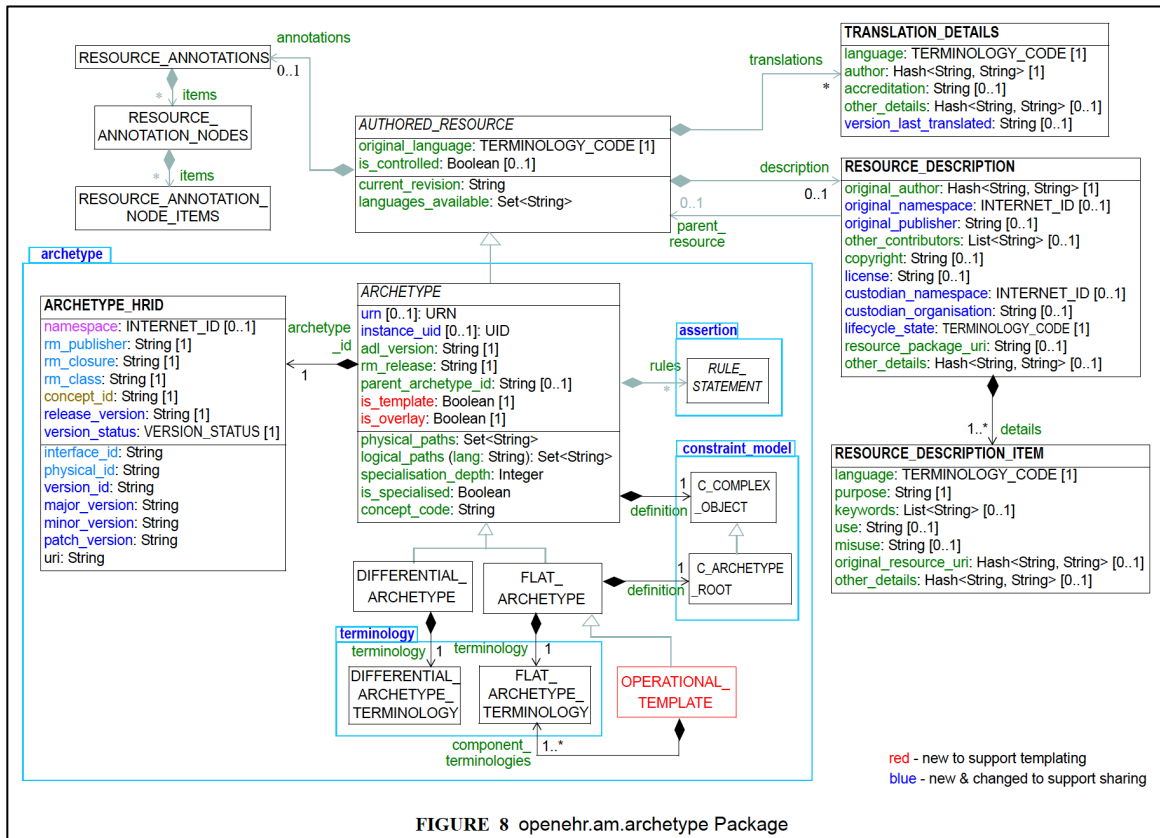 annotations
RESOURCE_ANNOTATIONS
0..1
*
items
RESOURCE_
ANNOTATION_NODES
*
items
RESOURCE_ANNOTATION_
NODE_ITEMS
AUTHORED_RESOURCE
original_language: TERMINOLOGY_CODE [1]
is_controlled: Boolean [0..1]
current_revision: String
languages_available: Set<String>
translations
*
TRANSLATION_DETAILS
language: TERMINOLOGY_CODE [1]
author: Hash<String, String> [1]
accreditation: String [0..1]
other_details: Hash<String, String> [0..1]
version_last_translated: String [0..1]
description
0..1
0..1
parent_
resource
RESOURCE_DESCRIPTION
original_author: Hash<String, String> [1]
original_namespace: INTERNET_ID [0..1]
original_publisher: String [0..1]
other_contributors: List<String> [0..1]
copyright: String [0..1]
license: String [0..1]
custodian_namespace: INTERNET_ID [0..1]
custodian_organisation: String [0..1]
lifecycle_state: TERMINOLOGY_CODE [1]
resource_package_uri: String [0..1]
other_details: Hash<String, String> [0..1]
1..*
details
RESOURCE_DESCRIPTION_ITEM
language: TERMINOLOGY_CODE [1]
purpose: String [1]
keywords: List<String> [0..1]
use: String [0..1]
misuse: String [0..1]
original_resource_uri: Hash<String, String> [0..1]
other_details: Hash<String, String> [0..1]
archetype
ARCHETYPE_HRID
namespace: INTERNET_ID [0..1]
rm_publisher: String [1]
rm_closure: String [1]
rm_class: String [1]
concept_id: String [1]
release_version: String [1]
version_status: VERSION_STATUS [1]
interface_id: String
physical_id: String
version_id: String
major_version: String
minor_version: String
patch_version: String
uri: String
archetype
_id
1
ARCHETYPE
urn [0..1]: URN
instance_uid [0..1]: UID
adl_version: String [1]
rm_release: String [1]
parent_archetype_id: String [0..1]
is_template: Boolean [1]
is_overlay: Boolean [1]
physical_paths: Set<String>
logical_paths (lang: String): Set<String>
specialisation_depth: Integer
is_specialised: Boolean
concept_code: String
assertion
rules
*
RULE_
STATEMENT
constraint_model
1
definition
C_COMPLEX
_OBJECT
1
definition
C_ARCHETYPE
_ROOT
DIFFERENTIAL_
ARCHETYPE
FLAT_
ARCHETYPE
terminology
terminology
1
terminology
1
DIFFERENTIAL_
ARCHETYPE_
TERMINOLOGY
FLAT_
ARCHETYPE_
TERMINOLOGY
OPERATIONAL_
TEMPLATE
component_
terminologies
1..*
red - new to support templating
blue - new & changed to support sharing
FIGURE 8 openehr.am.archetype Package